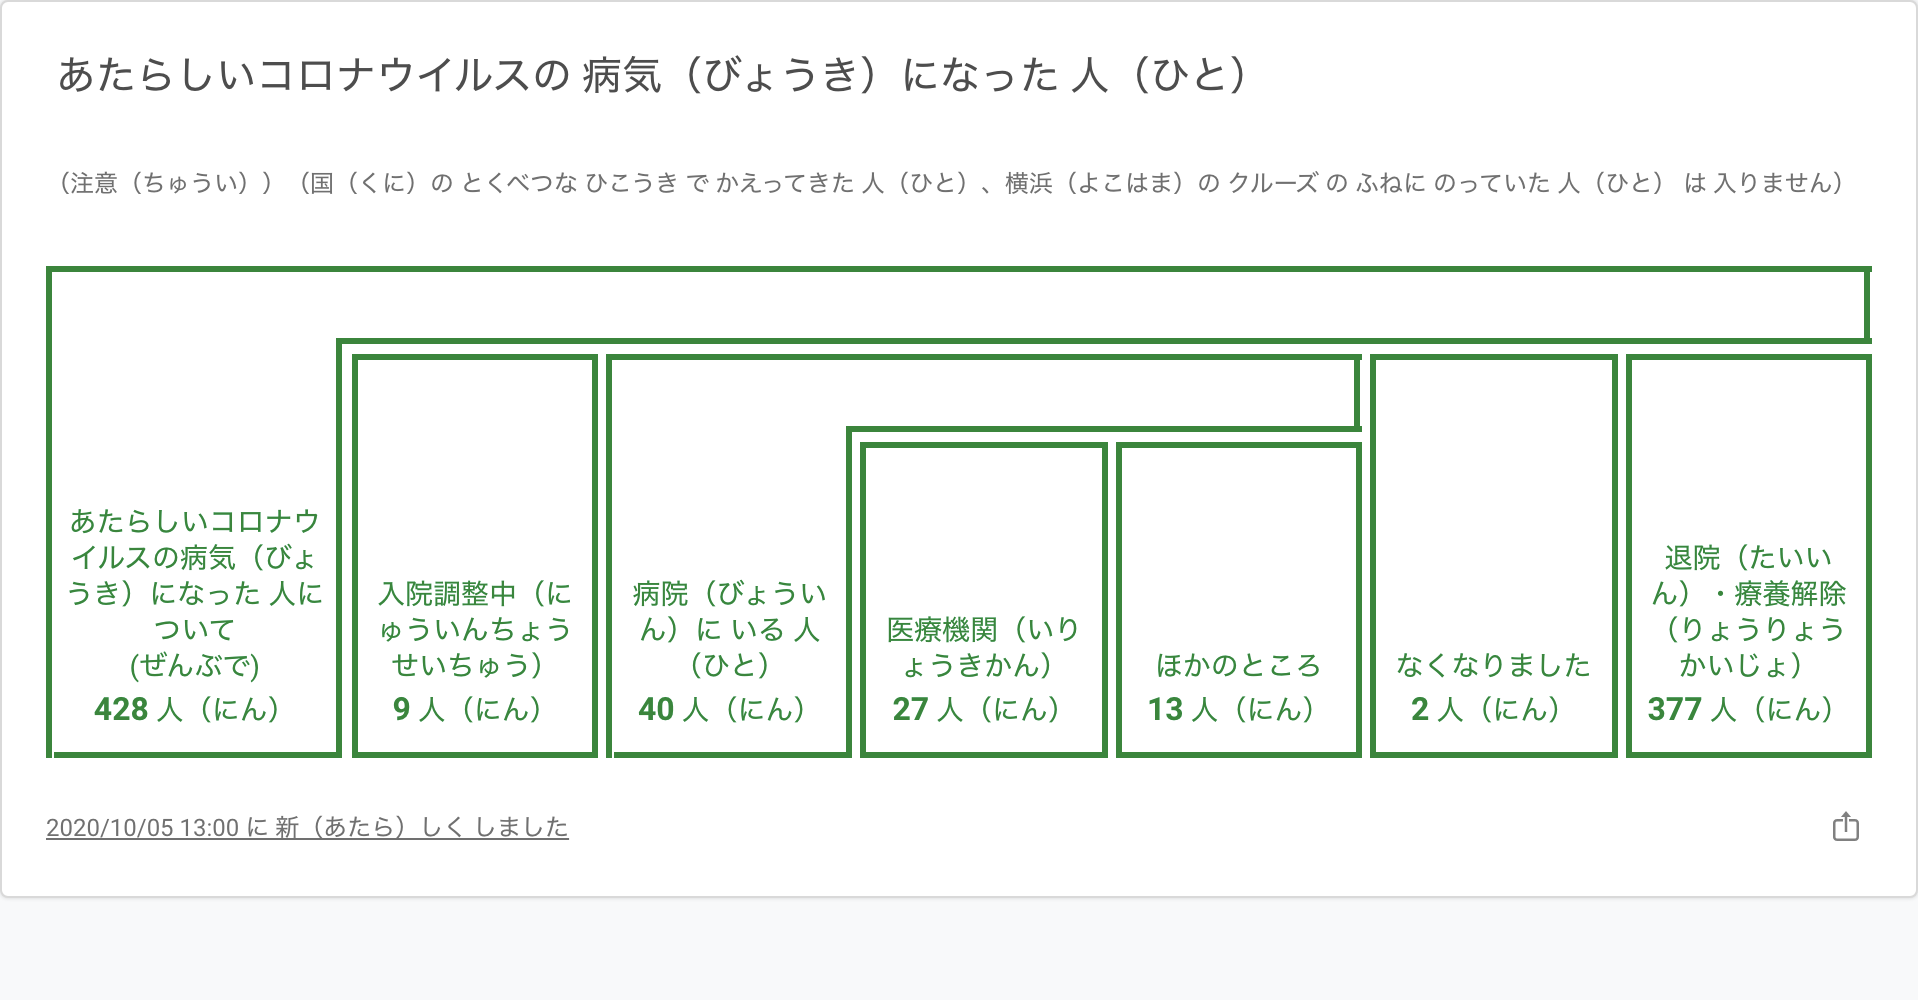 あたらしいコロナウイルスの 病気（びょうき）になった 人（ひと）
（注意（ちゅうい））（国（くに）の とくべつな ひこうき で かえってきた 人（ひと）、横浜（よこはま）の クルーズ の ふねに のっていた 人（ひと） は 入りません）
あたらしいコロナウ
イルスの病気（びょ
うき）になった 人に
ついて
(ぜんぶで)
428 人（にん）
入院調整中（に
ゅういんちょう
せいちゅう）
9 人（にん）
病院（びょうい
ん）に いる 人
（ひと）
40 人（にん）
医療機関（いり
ょうきかん）
27 人（にん）
ほかのところ
13 人（にん）
なくなりました
2 人（にん）
退院（たいい
ん）・療養解除
（りょうりょう
かいじょ）
377 人（にん）
2020/10/05 13:00 に 新（あたら）しく しました